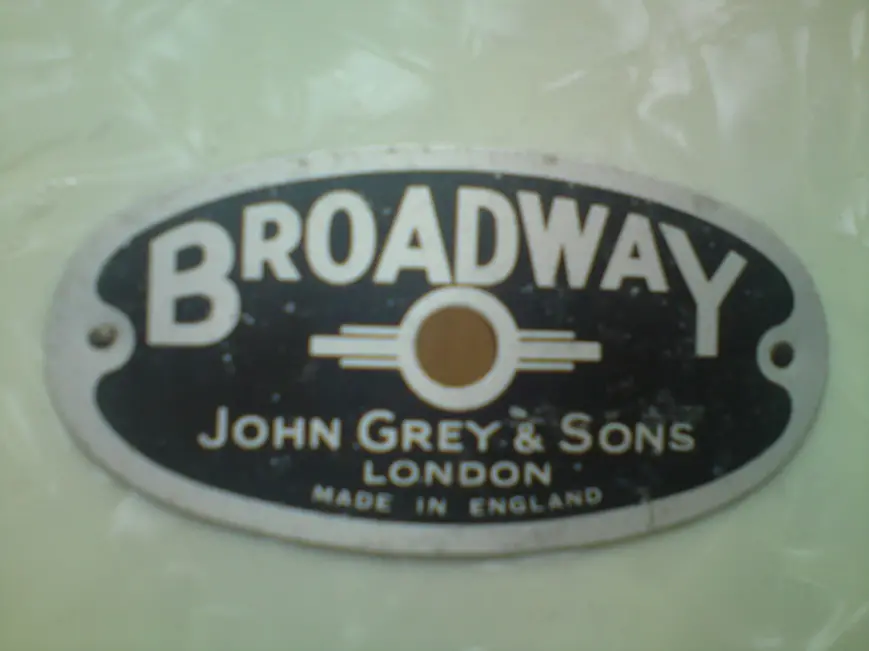 BROADWAY
JOHN GREY & SONS
LONDON
MADE IN ENGLAND